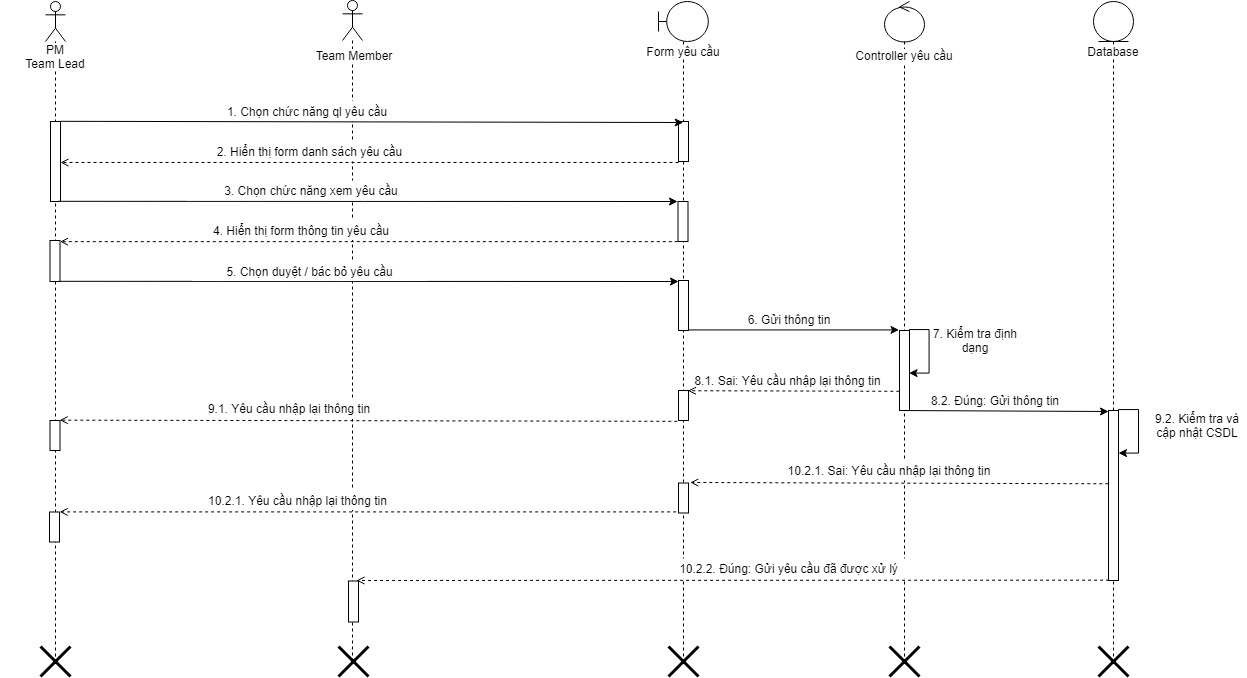 PM
Team Lead
Team Member
Form yêu cầu
Controller yêu cầu
Database
1. Chọn chức năng ql yêu cầu
2. Hiển thị form danh sách yêu cầu
3. Chọn chức năng xem yêu cầu
4. Hiển thị form thông tin yêu cầu
5. Chọn duyệt / bác bỏ yêu cầu
6. Gửi thông tin
7. Kiểm tra định
dạng
8.1. Sai: Yêu cầu nhập lại thông tin
8.2. Đúng: Gửi thông tin
9.1. Yêu cầu nhập lại thông tin
9.2. Kiểm tra và
cập nhật CSDL
10.2.1. Sai: Yêu cầu nhập lại thông tin
10.2.1. Yêu cầu nhập lại thông tin
10.2.2. Đúng: Gửi yêu cầu đã được xử lý